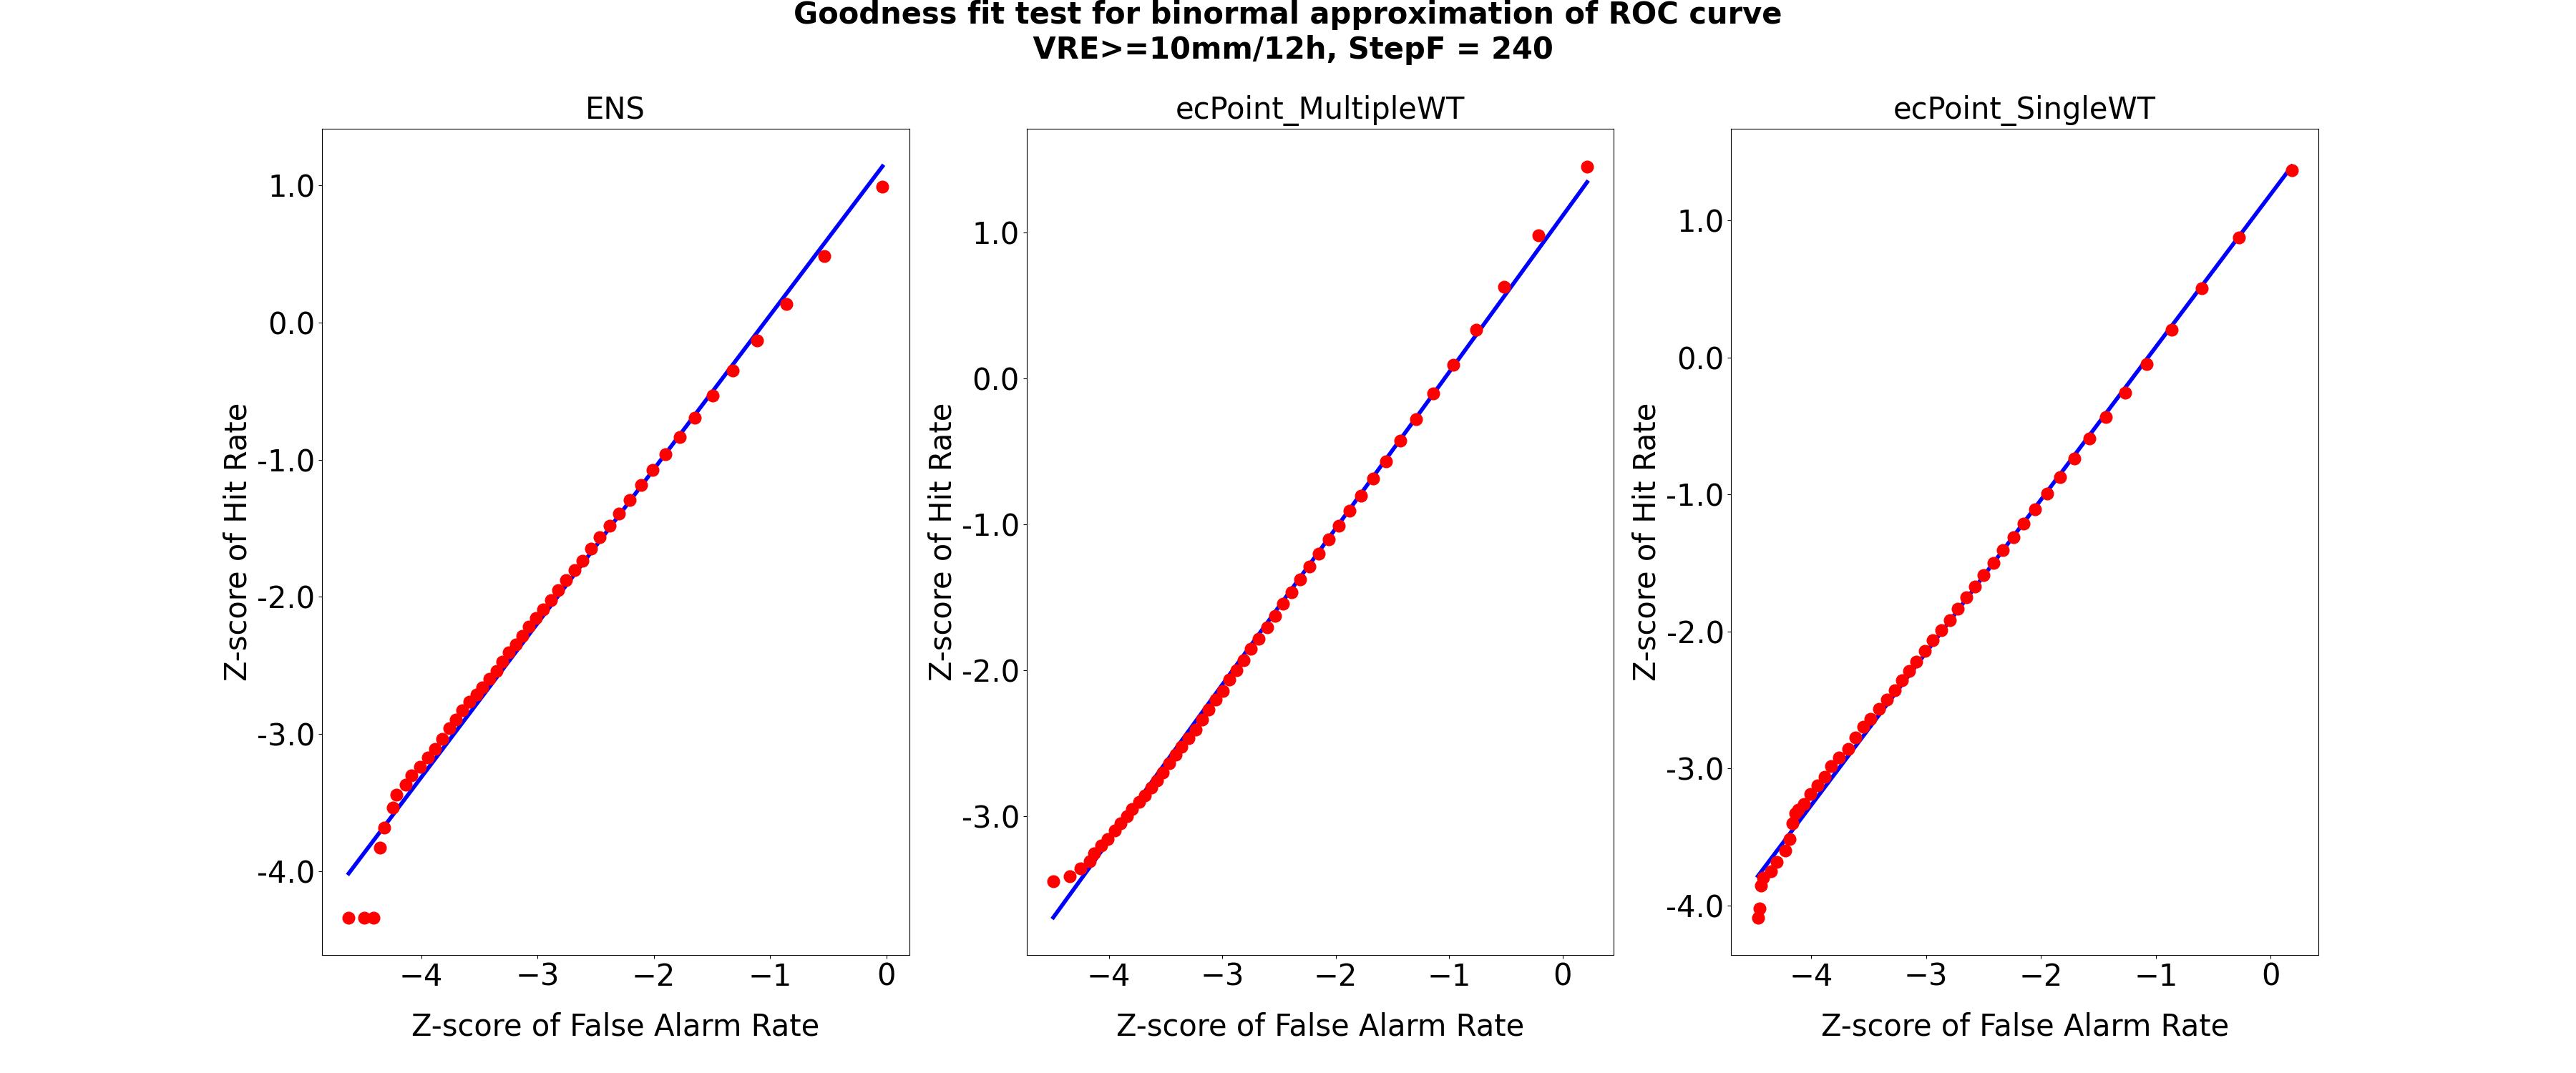 Goodness fit test for binormal approximation of ROC curve
VRE>=10mm/12h, StepF = 240
ENS
1.0
0.0
-1.0
-2.0
-3.0
-4.0
Z-score of Hit Rate
−4 −3 −2 −1 0
Z-score of False Alarm Rate
ecPoint_MultipleWT
1.0
0.0
-1.0
-2.0
-3.0
Z-score of Hit Rate
−4 −3 −2 −1 0
Z-score of False Alarm Rate
ecPoint_SingleWT
1.0
0.0
-1.0
-2.0
-3.0
-4.0
Z-score of Hit Rate
−4 −3 −2 −1 0
Z-score of False Alarm Rate